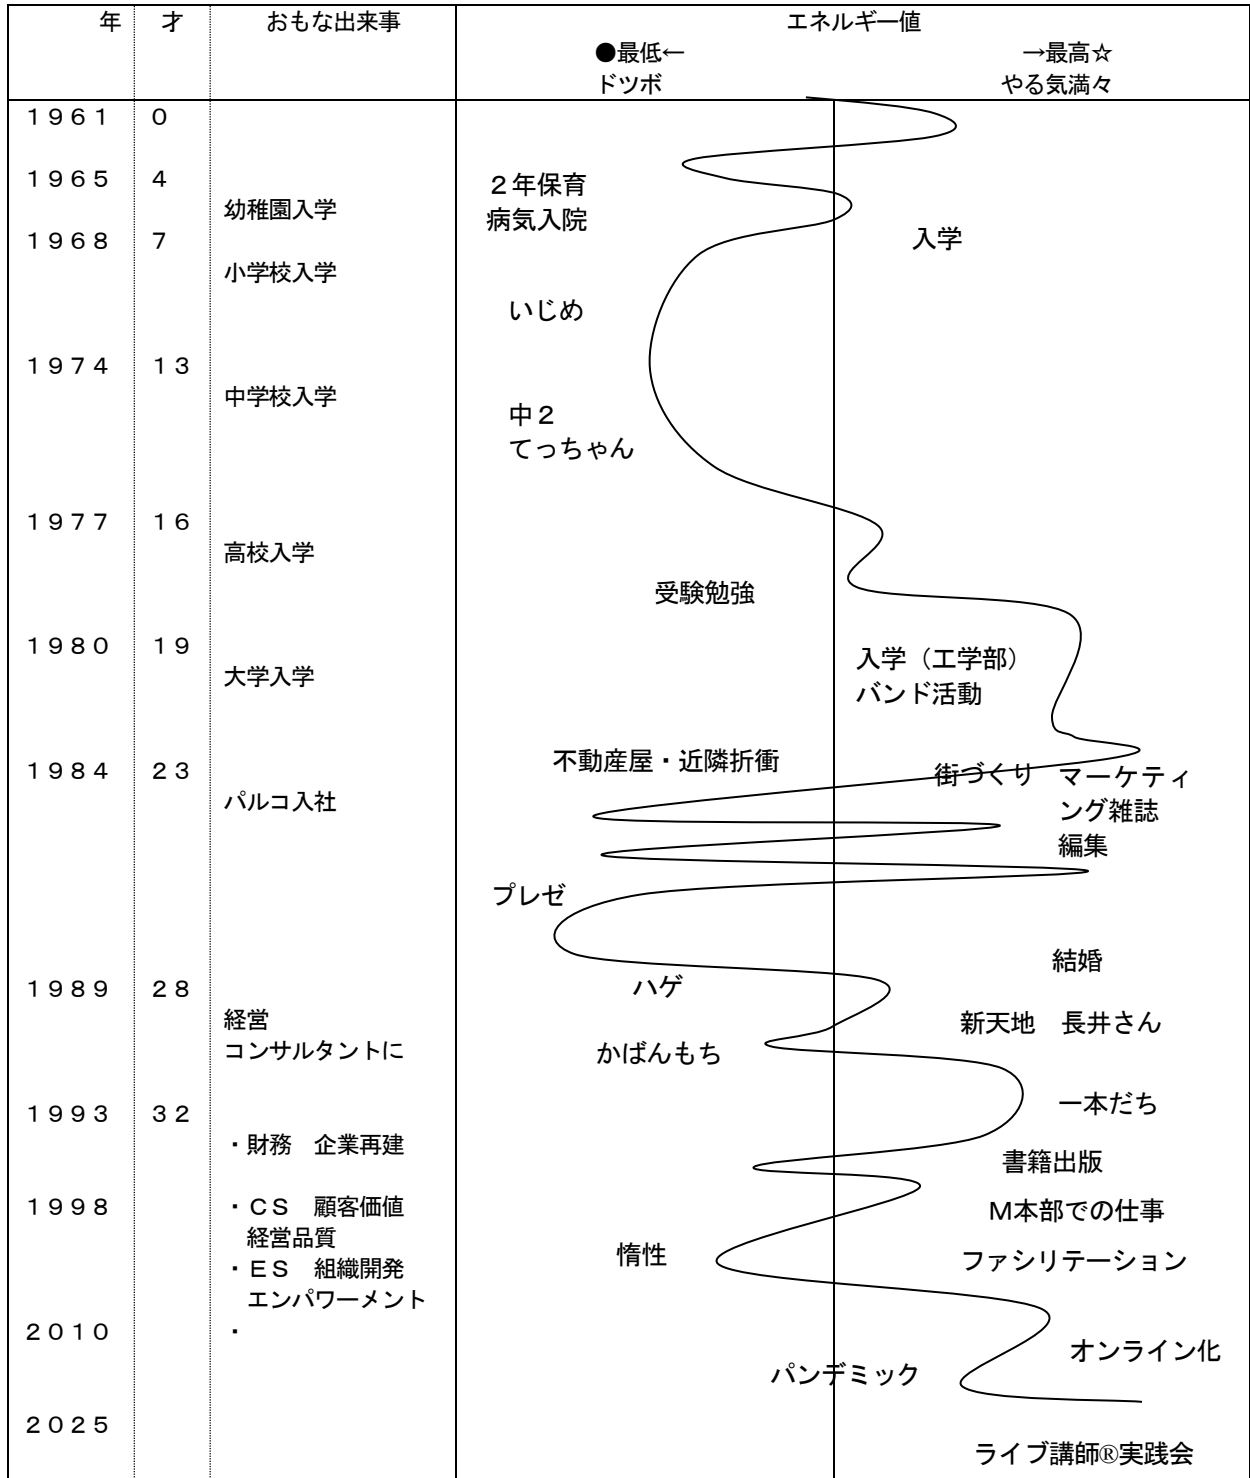 年 才 おもな出来事 エネルギー値
●最低← →最高☆
ドツボ やる気満々
１９６１ ０
１９６５ ４
２年保育
幼稚園入学
病気入院
１９６８ ７
入学
小学校入学
いじめ
１９７４ １３
中学校入学
中２
てっちゃん
１９７７ １６
高校入学
受験勉強
１９８０ １９
入学（工学部）
大学入学
バンド活動
不動産屋・近隣折衝
１９８４ ２３
街づくり
マーケティ
ング雑誌
編集
パルコ入社
プレゼ
結婚
１９８９ ２８
ハゲ
経営
コンサルタントに
新天地　長井さん
かばんもち
一本だち
１９９３ ３２
・財務　企業再建
書籍出版
１９９８
・ＣＳ　顧客価値
経営品質
M本部での仕事
・ＥＳ　組織開発
エンパワーメント
惰性
ファシリテーション
２０１０ ・
オンライン化
パンデミック
２０２５
ライブ講師®実践会